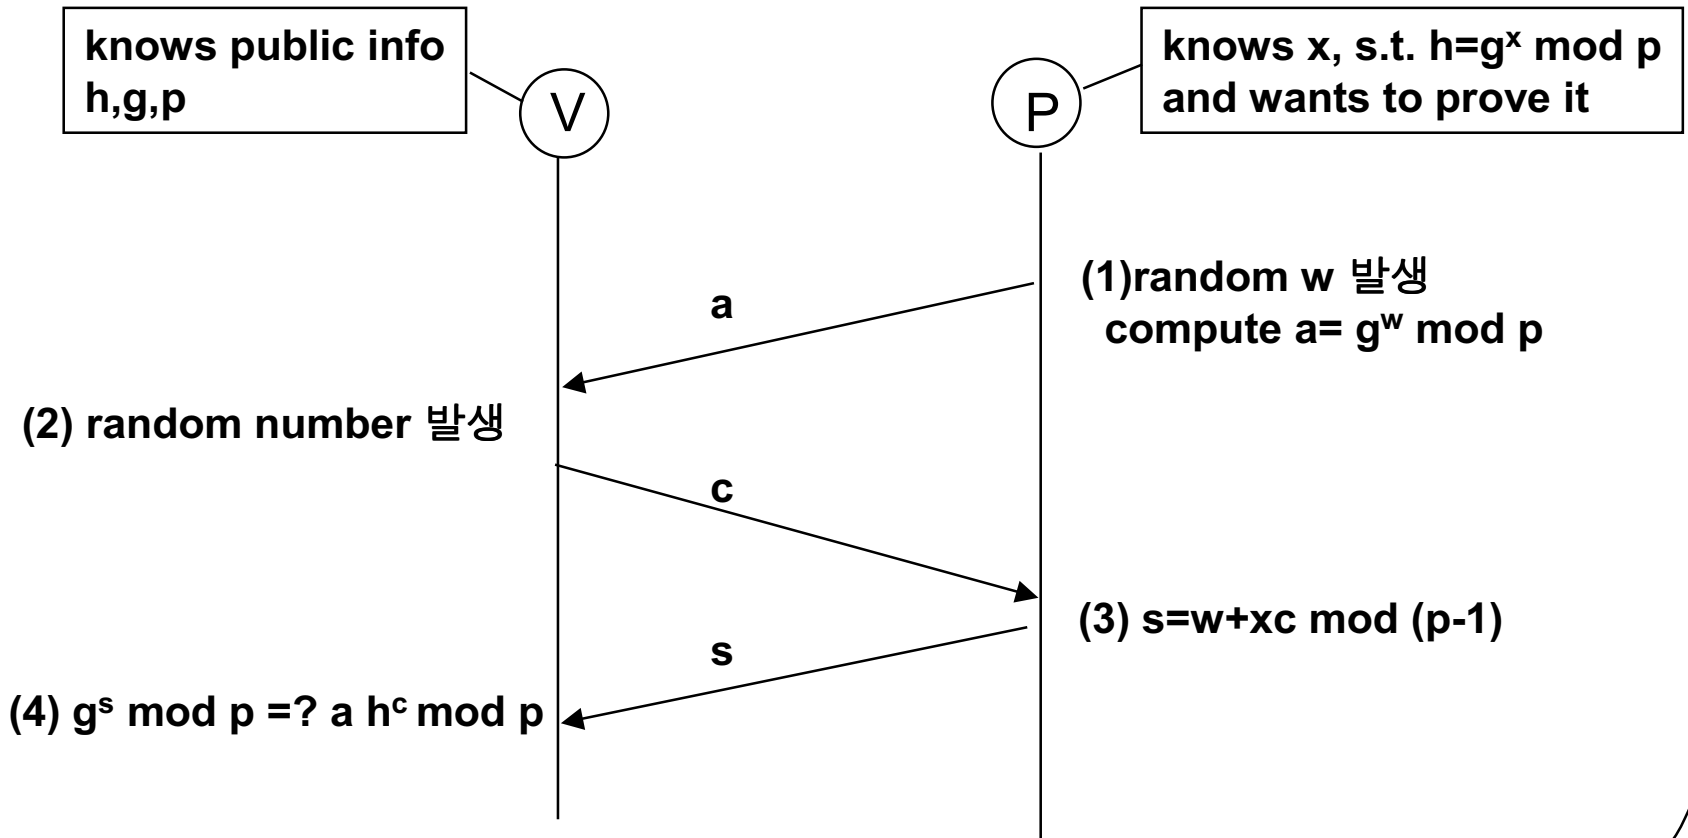 knows public info
h,g,p
V
P
knows x, s.t. h=gˣ mod p
and wants to prove it
(1)random w 발생
compute a= gʷ mod p
a
(2) random number 발생
c
(3) s=w+xc mod (p-1)
s
(4) gˢ mod p =? a hᶜ mod p